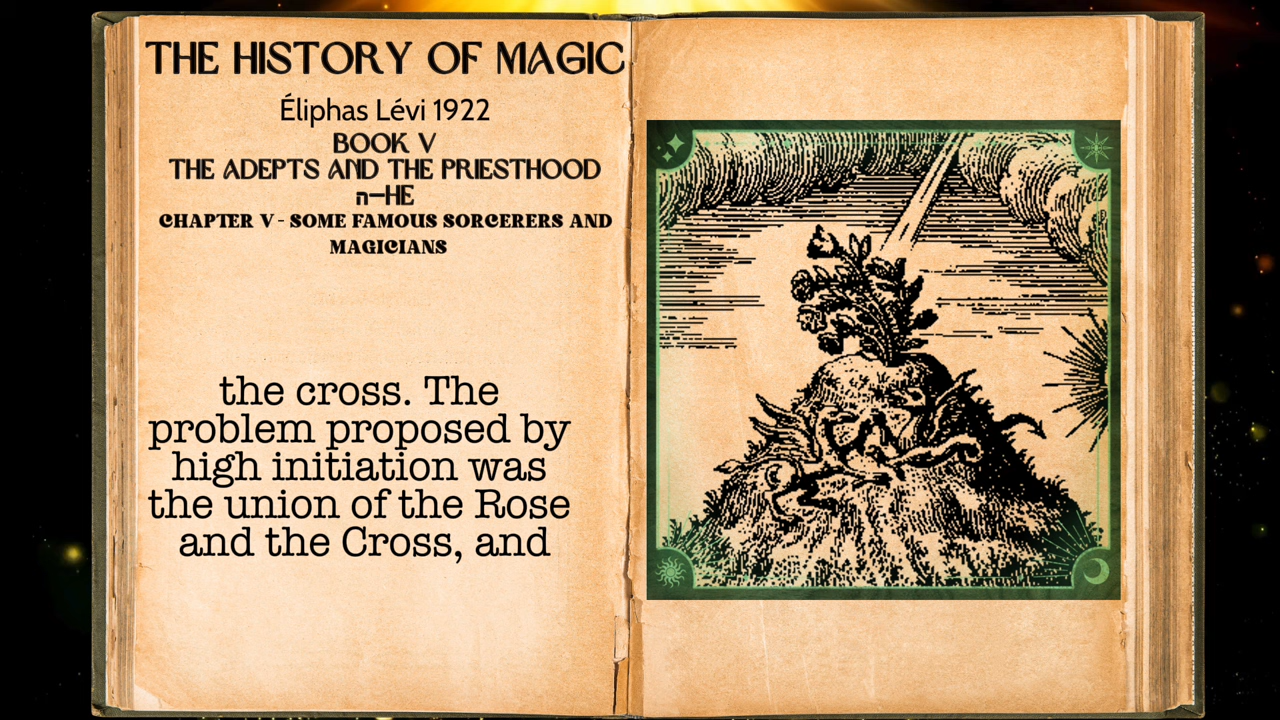 THE HISTORY OF MAGIC
Éliphas Lévi 1922
BOOK V
THE ADEPTS AND THE PRIESTHOOD
n–HE
CHAPTER V - SOME FAMOUS SORCERERS AND
MAGICIANS
the cross. The
problem proposed by
high initiation was
the union of the Rose
and the Cross, and